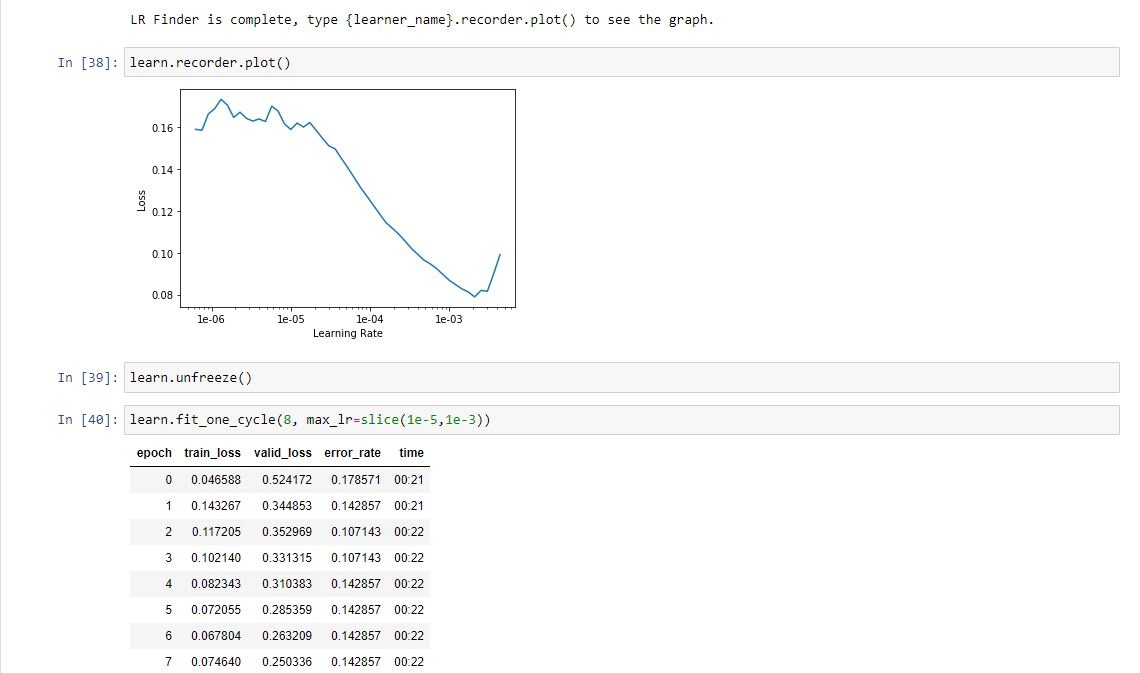 LR Finder is complete, type {learner_name}.recorder.plot() to see the graph.
In [38]: learn.recorder.plot()
0.16
0.14
0.12
0.10
0.08
Loss
1e-06 1e-05 1e-04 1e-03
Learning Rate
In [39]: learn.unfreeze()
In [40]: learn.fit_one_cycle(8, max_lr=slice(1e-5,1e-3))
epoch train_loss valid_loss error_rate time
0 0.046588 0.524172 0.178571 00:21
1 0.143267 0.344853 0.142857 00:21
2 0.117205 0.352969 0.107143 00:22
3 0.102140 0.331315 0.107143 00:22
4 0.082343 0.310383 0.142857 00:22
5 0.072055 0.285359 0.142857 00:22
6 0.067804 0.263209 0.142857 00:22
7 0.074640 0.250336 0.142857 00:22